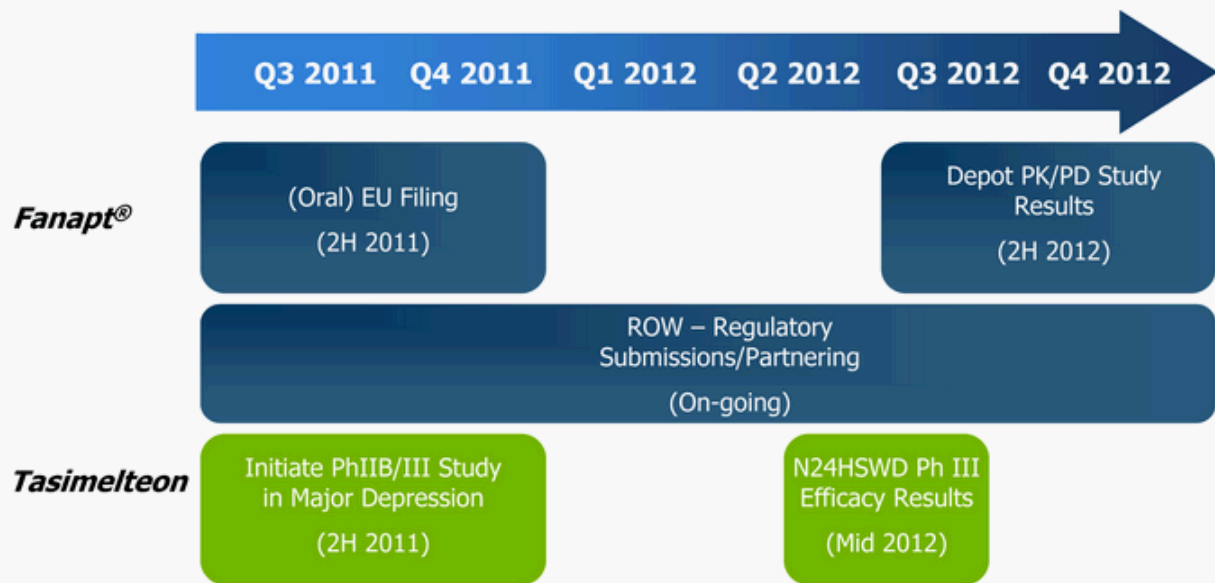 Q3 2011 Q4 2011 Q1 2012 Q2 2012 Q3 2012 Q4 2012
Fanapt®
(Oral) EU Filing
(2H 2011)
Depot PK/PD Study
Results
(2H 2012)
ROW – Regulatory
Submissions/Partnering
(On-going)
Tasimelteon
Initiate PhIIB/III Study
in Major Depression
(2H 2011)
N24HSWD Ph III
Efficacy Results
(Mid 2012)